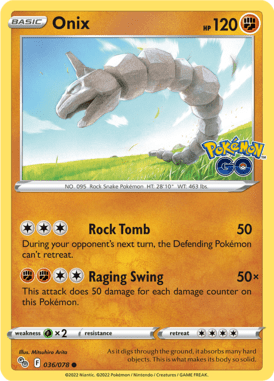 BASIC Onix HP 120
Pokémon
GO
NO. 095 Rock Snake Pokémon HT: 28'10" WT: 463 lbs.
Rock Tomb 50
During your opponent's next turn, the Defending Pokémon
can't retreat.
Raging Swing 50×
This attack does 50 damage for each damage counter on
this Pokémon.
weakness ×2 resistance retreat
Illus. Mitsuhiro Arita
F 036/078
As it digs through the ground, it absorbs many hard
objects. This is what makes its body so solid.
©2022 Pokémon / Nintendo / Creatures / GAME FREAK